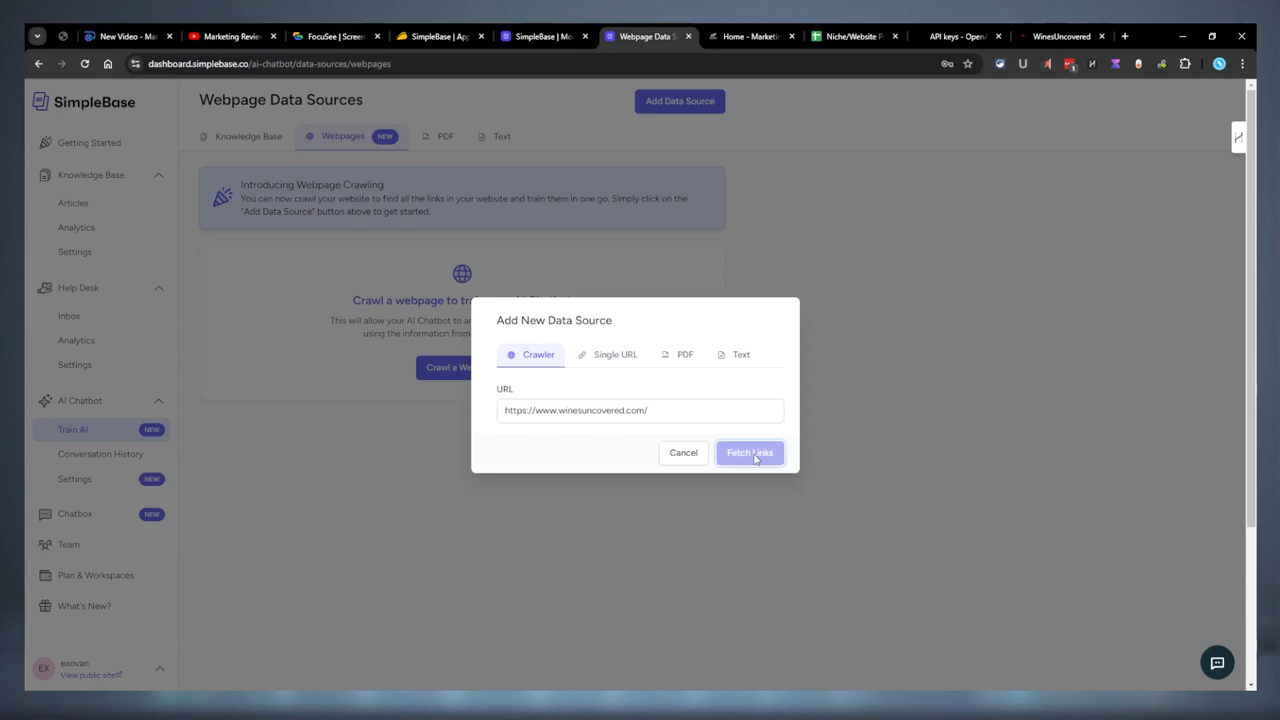 New Video - Ma
Marketing Revie
FocuSee | Screen
SimpleBase | App
SimpleBase | Mo
Webpage Data S
Home - Marketin
Niche/Website P
API keys - OpenA
WinesUncovered
dashboard.simplebase.co/ai-chatbot/data-sources/webpages
SimpleBase
Getting Started
Knowledge Base
Articles
Analytics
Settings
Help Desk
Inbox
Analytics
Settings
AI Chatbot
Train AI NEW
Conversation History
Settings NEW
Chatbox NEW
Team
Plan & Workspaces
What's New?
EX
exovan
View public site
Webpage Data Sources
Add Data Source
Knowledge Base Webpages NEW PDF Text
Introducing Webpage Crawling
You can now crawl your website to find all the links in your website and train them in one go. Simply click on the
"Add Data Source" button above to get started.
Crawl a webpage to
This will allow your AI Chatbot to
using the information from
Crawl a We
Add New Data Source
Crawler Single URL PDF Text
URL
https://www.winesuncovered.com/
Cancel Fetch Links